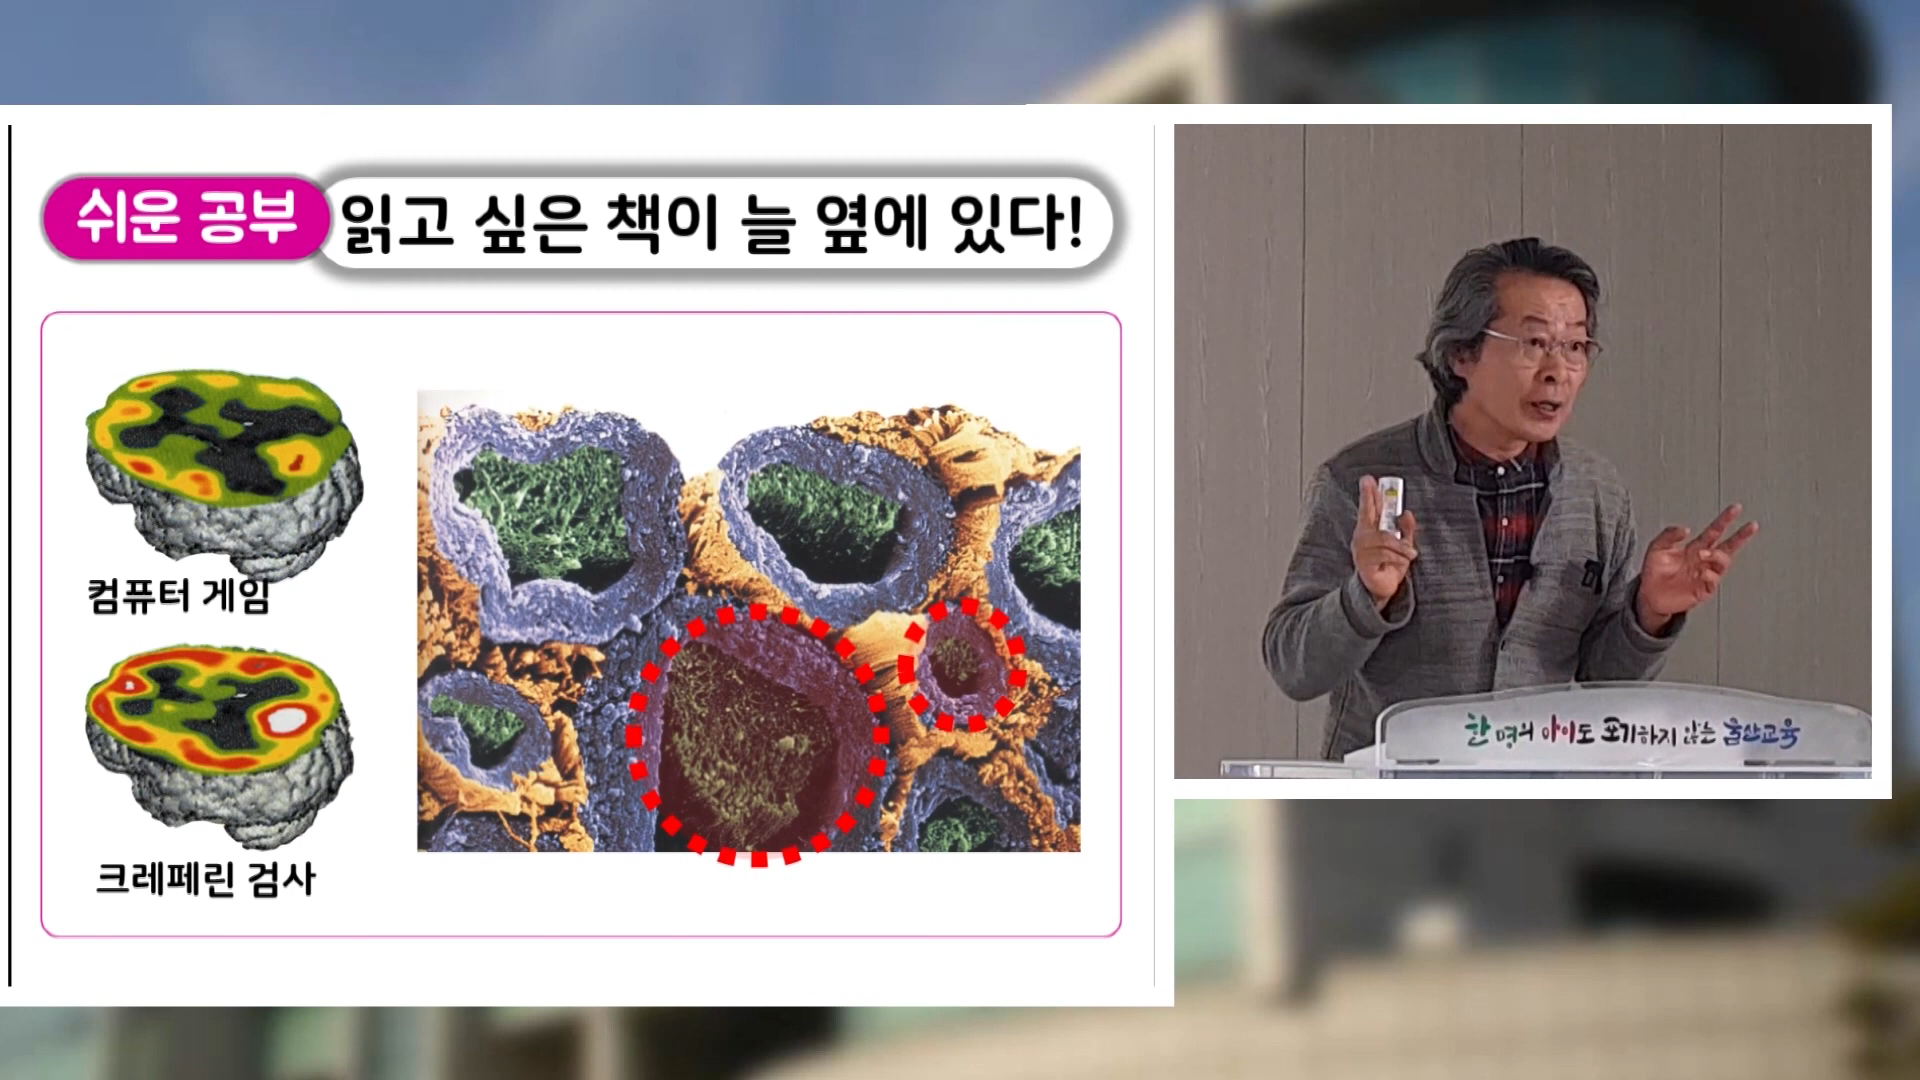 쉬운 공부 읽고 싶은 책이 늘 옆에 있다!
컴퓨터 게임
크레페린 검사
한 명의 아이도 포기하지 않는 울산교육